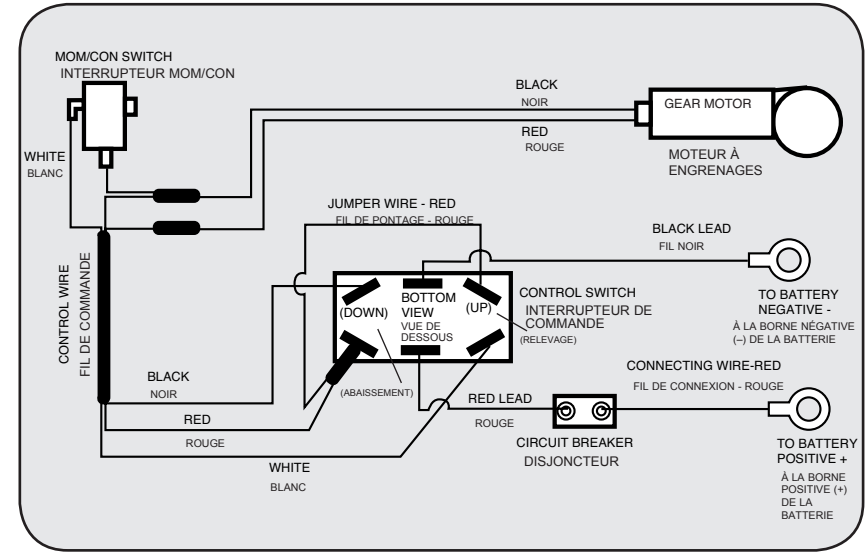 MOM/CON SWITCH
INTERRUPTEUR MOM/CON
BLACK
NOIR
RED
ROUGE
GEAR MOTOR
MOTEUR À
ENGRENAGES
WHITE
BLANC
JUMPER WIRE - RED
FIL DE PONTAGE - ROUGE
BLACK LEAD
FIL NOIR
TO BATTERY
NEGATIVE -
À LA BORNE NÉGATIVE
(–) DE LA BATTERIE
CONTROL WIRE
FIL DE COMMANDE
(DOWN)
BOTTOM
VIEW
VUE DE
DESSOUS
(UP)
CONTROL SWITCH
INTERRUPTEUR DE
COMMANDE
(RELEVAGE)
(ABAISSEMENT)
BLACK
NOIR
RED
ROUGE
WHITE
BLANC
RED LEAD
ROUGE
CONNECTING WIRE-RED
FIL DE CONNEXION - ROUGE
CIRCUIT BREAKER
DISJONCTEUR
TO BATTERY
POSITIVE +
À LA BORNE
POSITIVE (+)
DE LA
BATTERIE